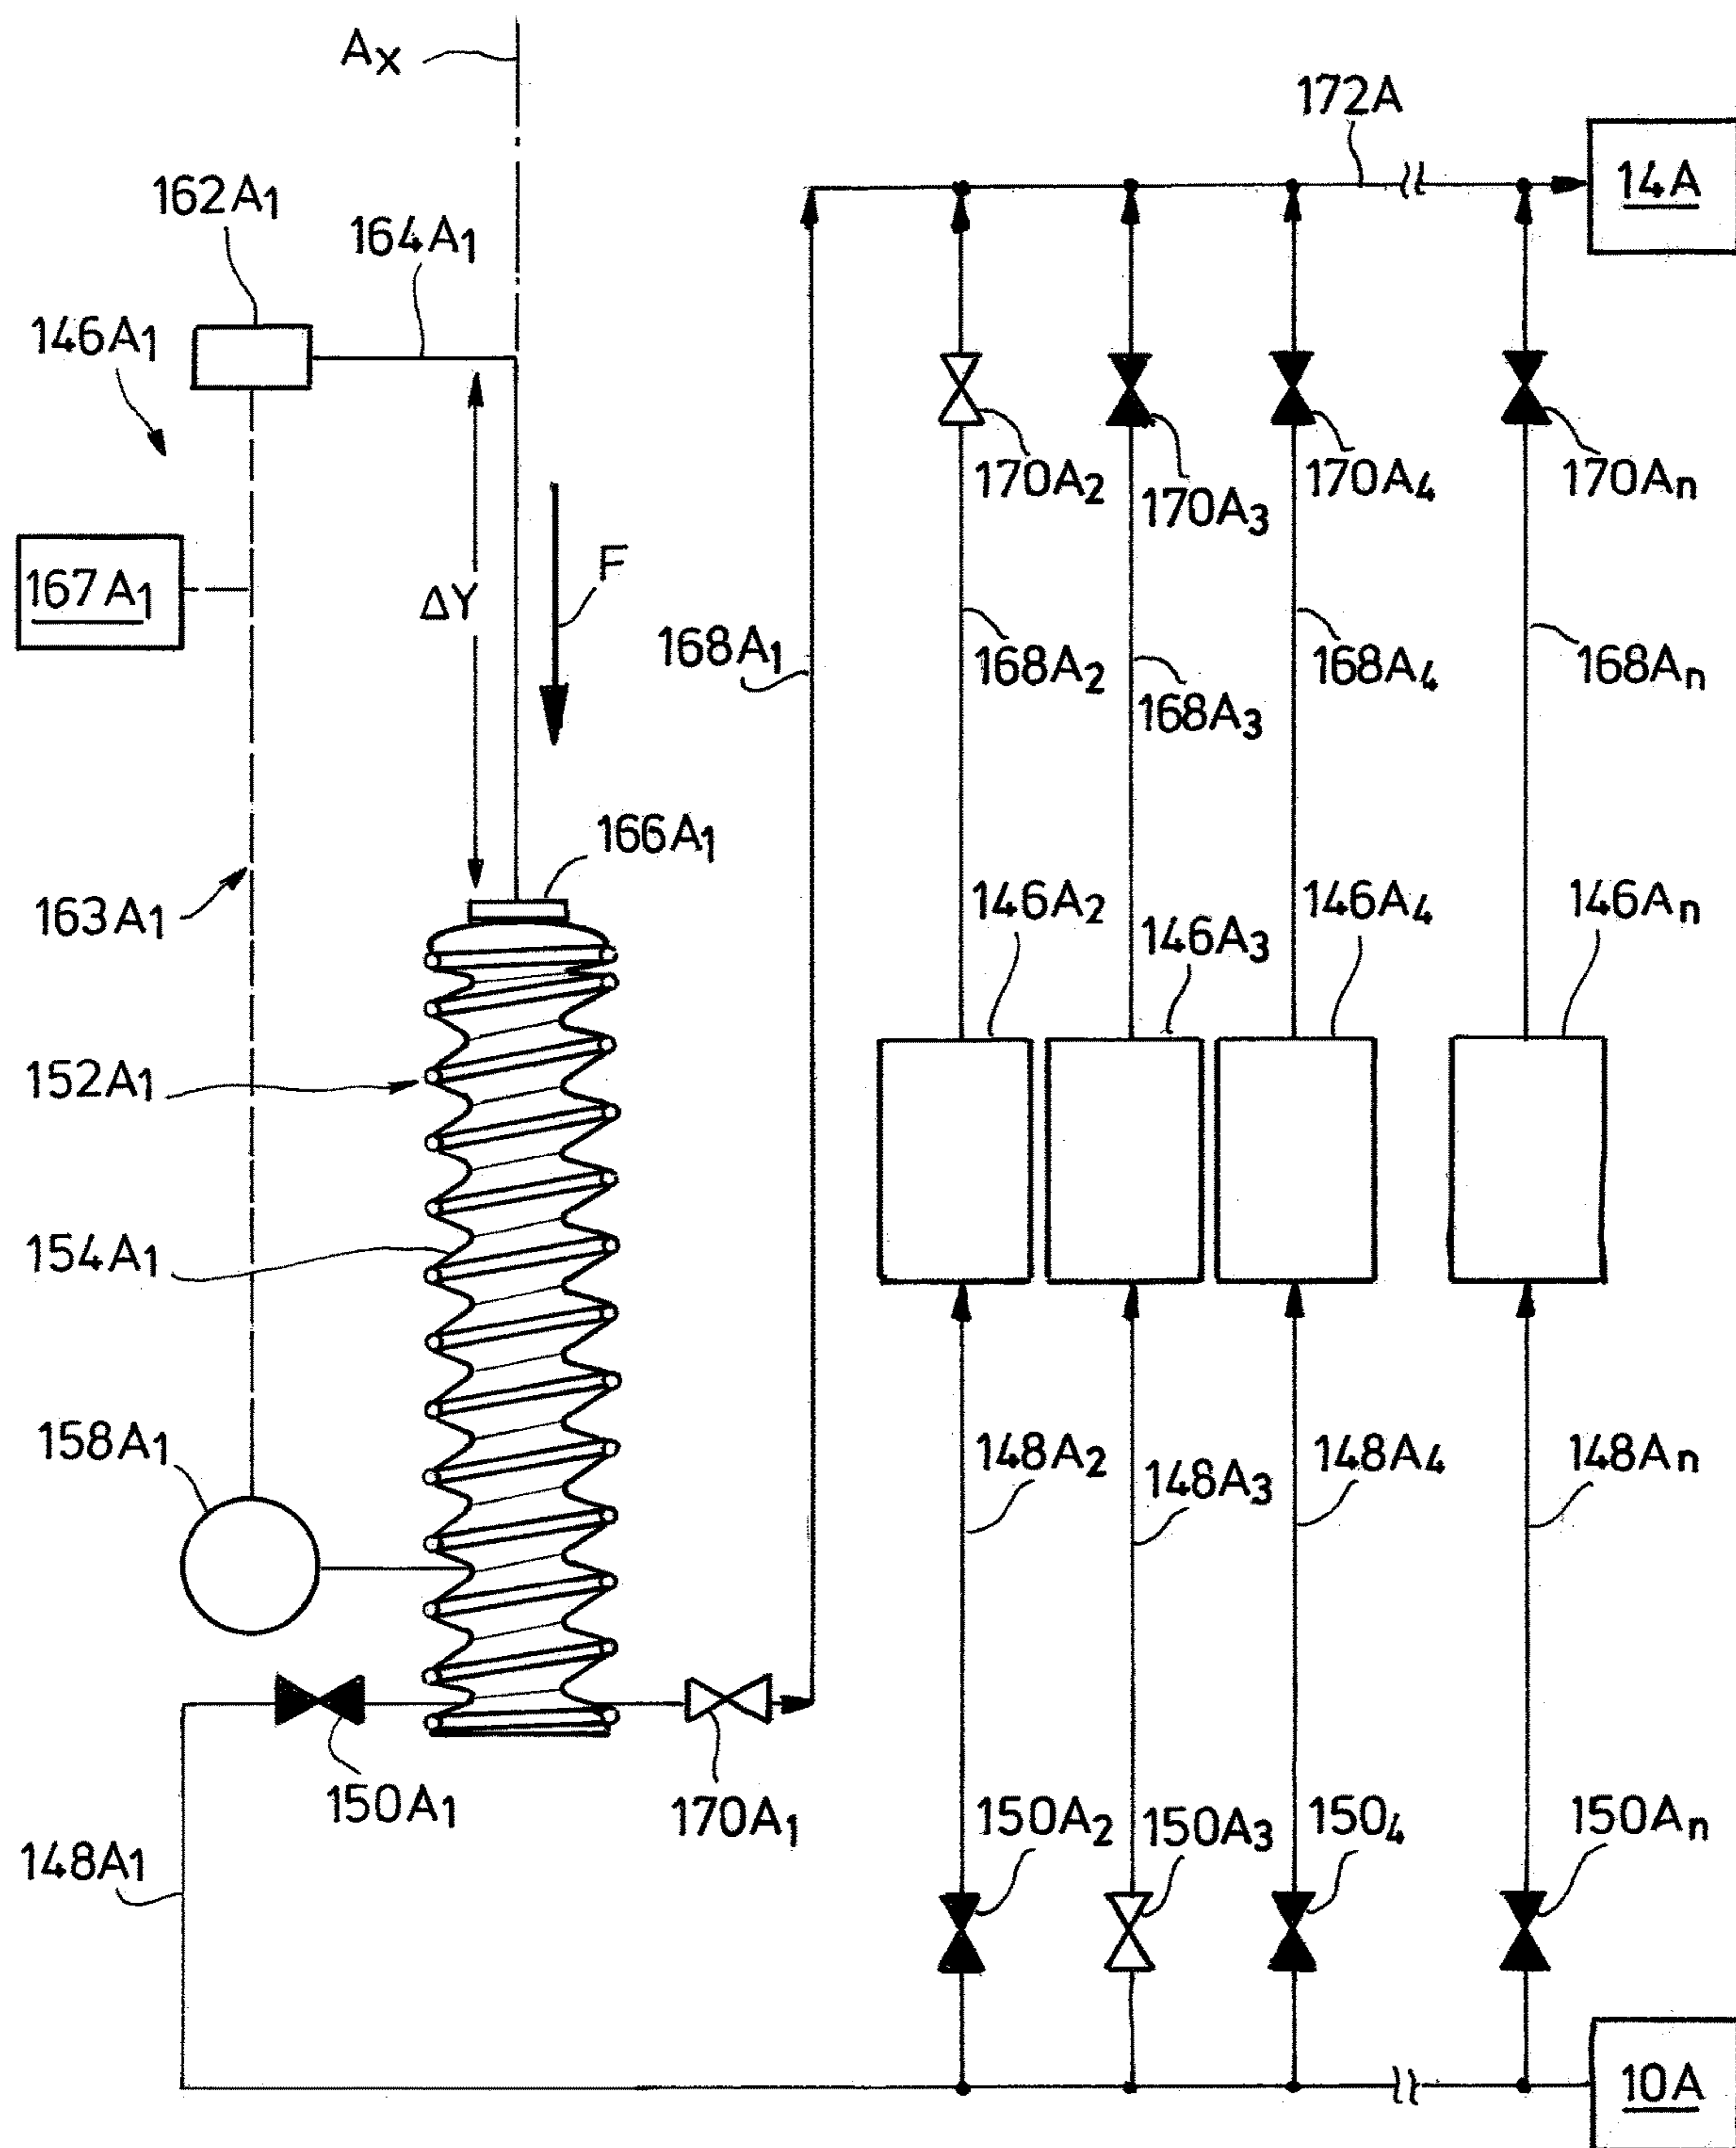 Ax
172A
14A
162A1
164A1
146A1
170A2
170A3
170A4
170An
167A1
ΔY
F
168A1
168A2
168A3
168A4
168An
166A1
163A1
146A2
146A3
146A4
146An
152A1
154A1
158A1
148A2
148A3
148A4
148An
150A1
170A1
150A2
150A3
1504
150An
148A1
10A